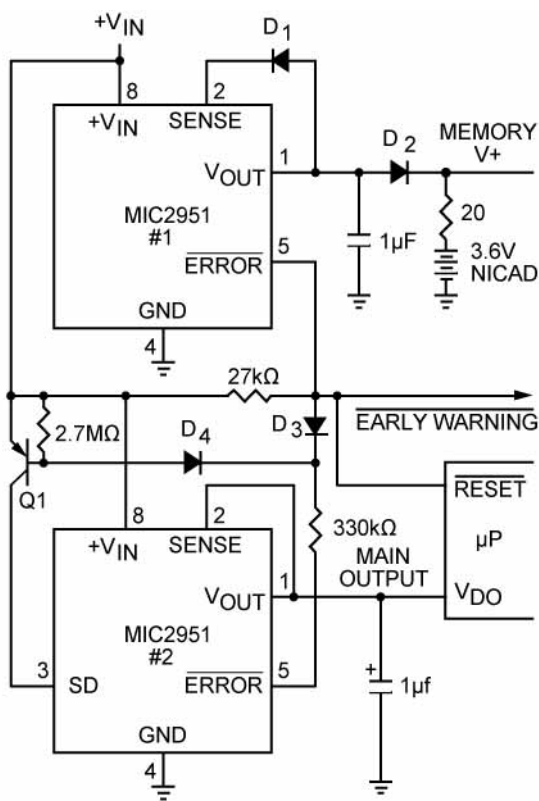 +VIN
D1
8
2
+VIN
SENSE
MEMORY
V+
D2
1
VOUT
20
MIC2951
#1
1µF
3.6V
NICAD
5
ERROR
GND
4
27kΩ
EARLY WARNING
D3
2.7MΩ
D4
Q1
RESET
8
2
330kΩ
+VIN
SENSE
µP
MAIN
OUTPUT
1
VOUT
VDO
MIC2951
#2
3
SD
5
ERROR
+
1µf
GND
4